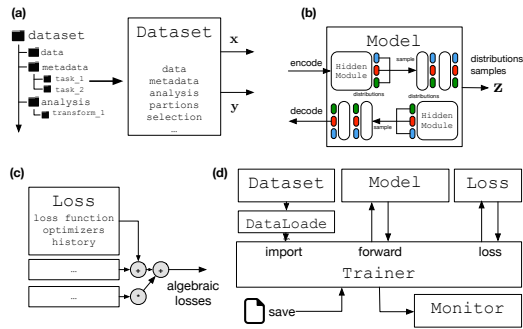 (a)
dataset
data
metadata
task_1
task_2
analysis
transform_1
Dataset
data
metadata
analysis
partions
selection
...
x
y
(b)
Model
encode
Hidden
Module
sample
distributions
distributions
samples
z
decode
sample
distributions
Hidden
Module
(c)
Loss
loss function
optimizers
history
...
+
+
...
*
algebraic
losses
(d)
Dataset
Model
Loss
DataLoade
import
forward
loss
Trainer
save
Monitor